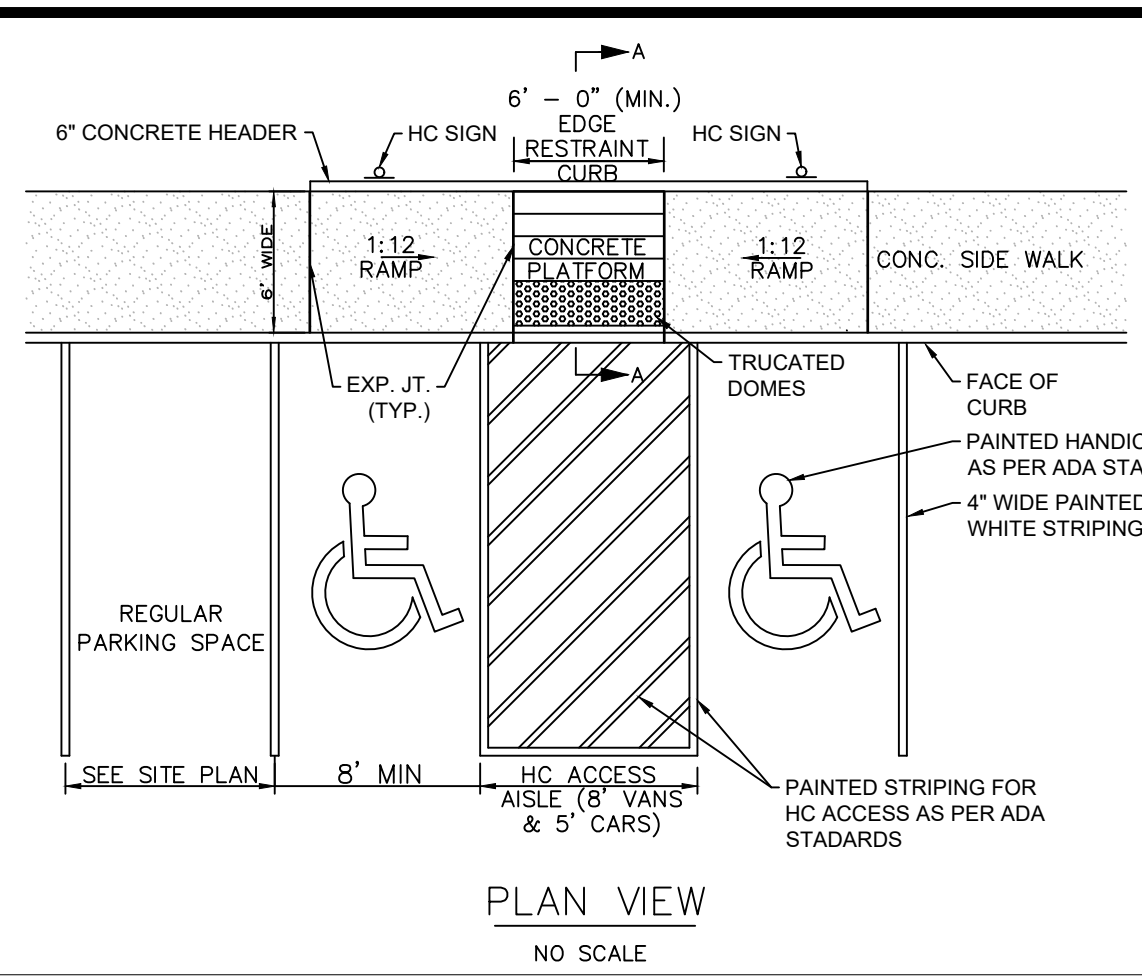 A
6' - 0" (MIN.)
6" CONCRETE HEADER
HC SIGN
EDGE
RESTRAINT
CURB
HC SIGN
6' WIDE
1:12
RAMP
CONCRETE
PLATFORM
1:12
RAMP
CONC. SIDE WALK
EXP. JT.
(TYP.)
A
TRUCATED
DOMES
FACE OF
CURB
PAINTED HANDIC
AS PER ADA STA
4" WIDE PAINTED
WHITE STRIPING
REGULAR
PARKING SPACE
SEE SITE PLAN
8' MIN
HC ACCESS
AISLE (8' VANS
& 5' CARS)
PAINTED STRIPING FOR
HC ACCESS AS PER ADA
STADARDS
PLAN VIEW
NO SCALE